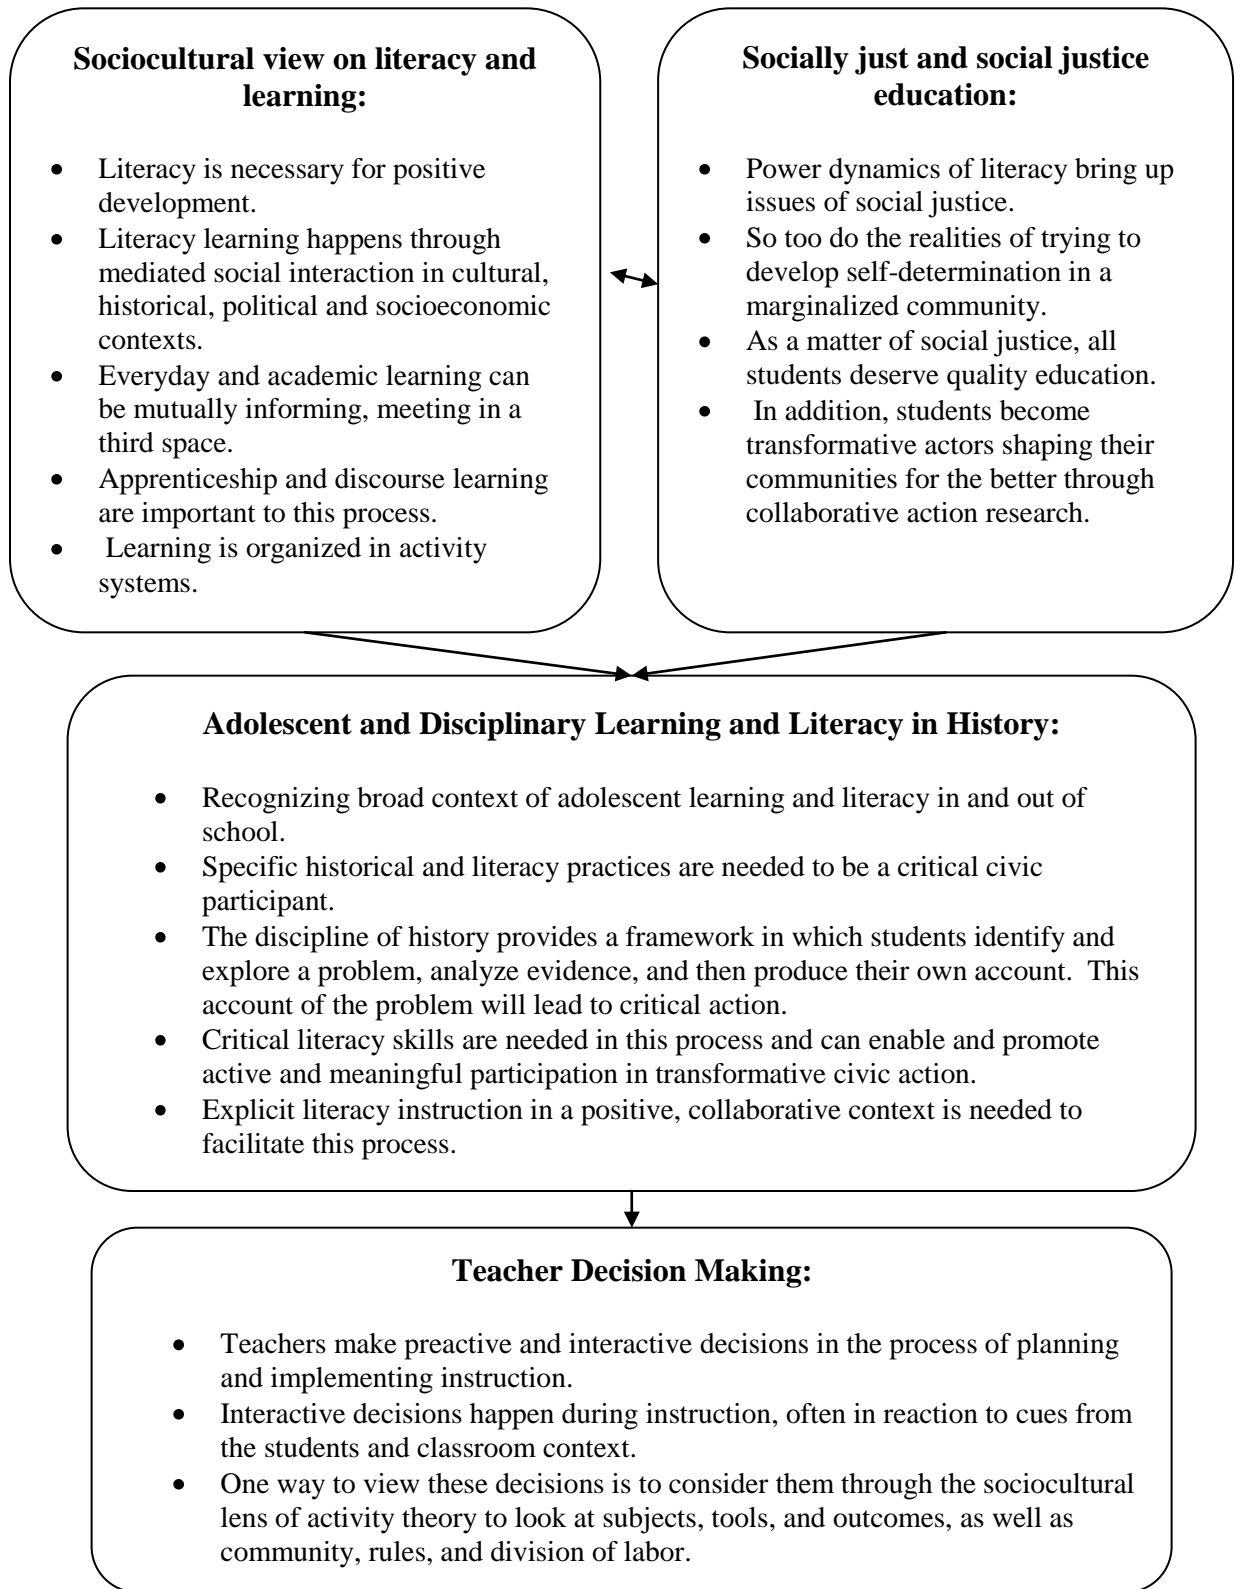 Sociocultural view on literacy and
learning:
• Literacy is necessary for positive
development.
• Literacy learning happens through
mediated social interaction in cultural,
historical, political and socioeconomic
contexts.
• Everyday and academic learning can
be mutually informing, meeting in a
third space.
• Apprenticeship and discourse learning
are important to this process.
• Learning is organized in activity
systems.
Socially just and social justice
education:
• Power dynamics of literacy bring up
issues of social justice.
• So too do the realities of trying to
develop self-determination in a
marginalized community.
• As a matter of social justice, all
students deserve quality education.
• In addition, students become
transformative actors shaping their
communities for the better through
collaborative action research.
Adolescent and Disciplinary Learning and Literacy in History:
• Recognizing broad context of adolescent learning and literacy in and out of
school.
• Specific historical and literacy practices are needed to be a critical civic
participant.
• The discipline of history provides a framework in which students identify and
explore a problem, analyze evidence, and then produce their own account.  This
account of the problem will lead to critical action.
• Critical literacy skills are needed in this process and can enable and promote
active and meaningful participation in transformative civic action.
• Explicit literacy instruction in a positive, collaborative context is needed to
facilitate this process.
Teacher Decision Making:
• Teachers make preactive and interactive decisions in the process of planning
and implementing instruction.
• Interactive decisions happen during instruction, often in reaction to cues from
the students and classroom context.
• One way to view these decisions is to consider them through the sociocultural
lens of activity theory to look at subjects, tools, and outcomes, as well as
community, rules, and division of labor.